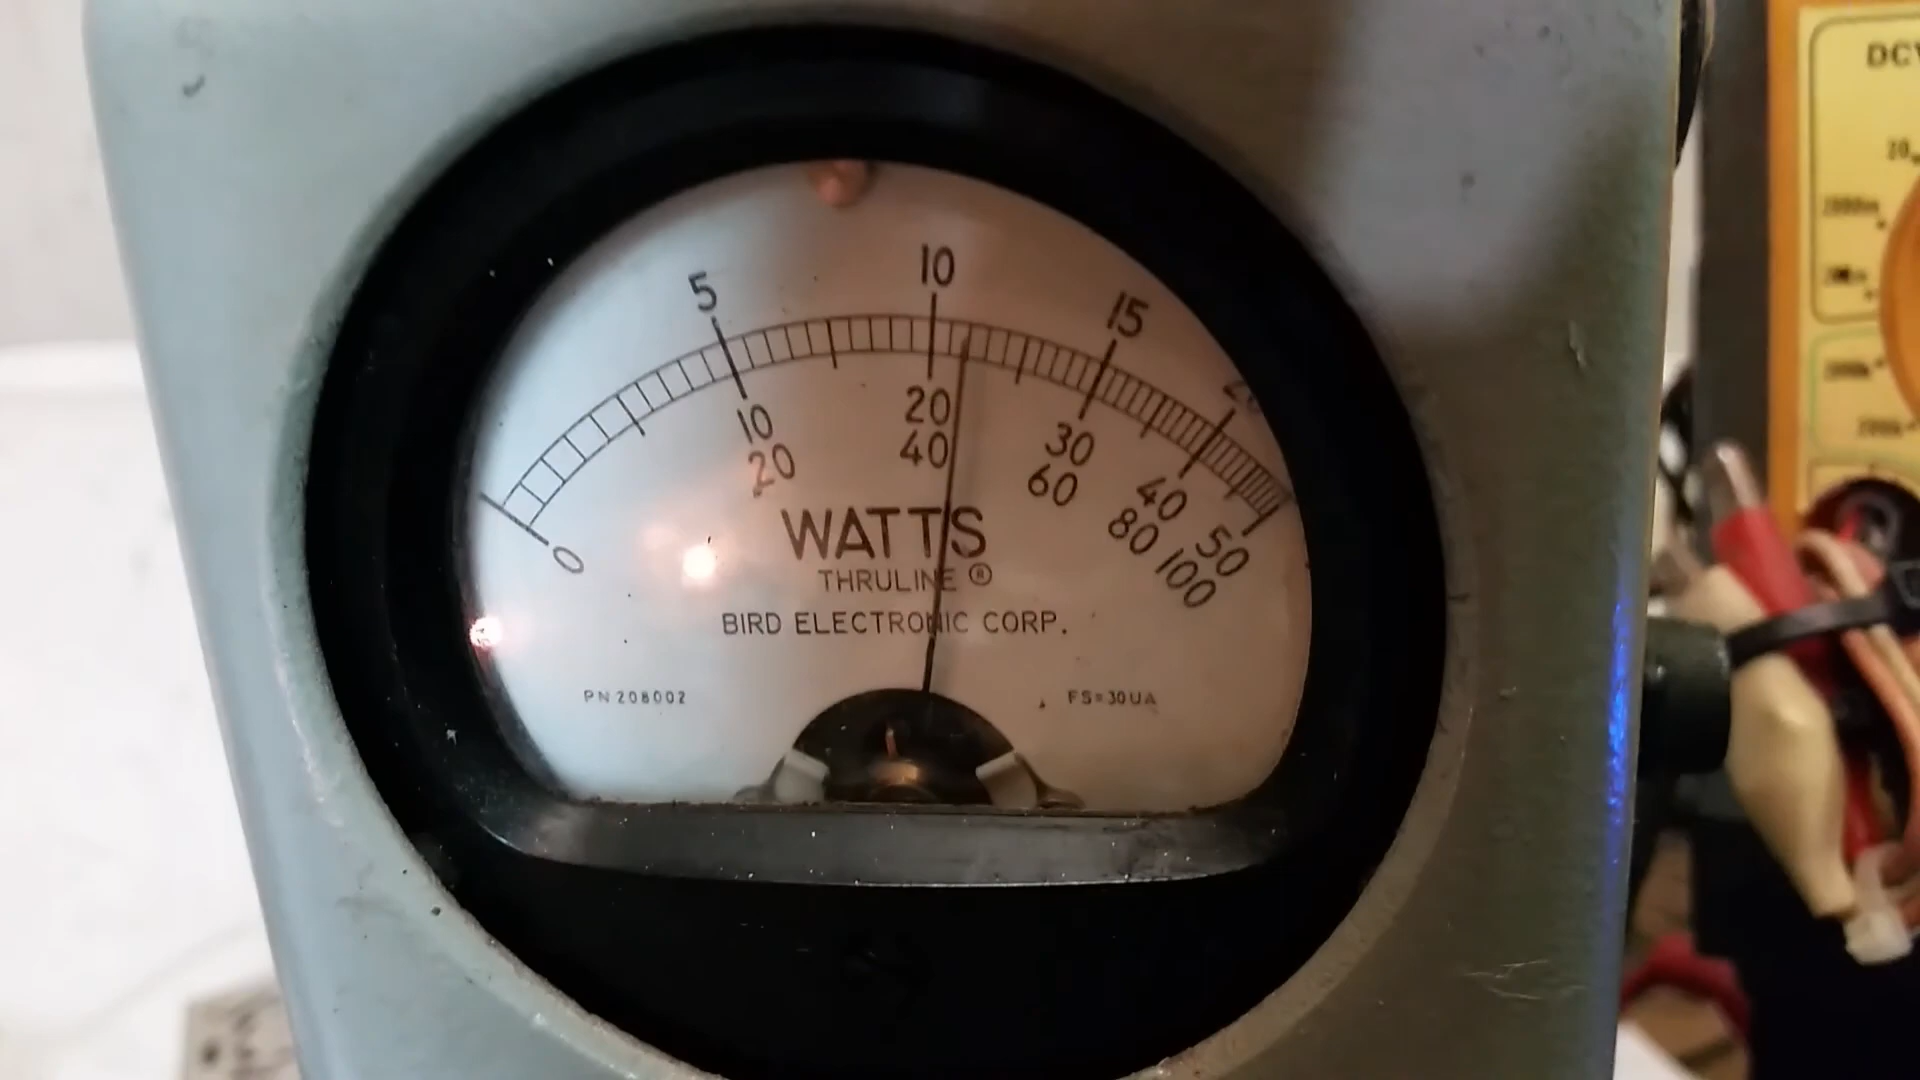 5 10 15
0 10 20 30 40 50
20 40 60 80 100
WATTS
THRULINE ®
BIRD ELECTRONIC CORP.
PN 208002
FS=30UA
DCV